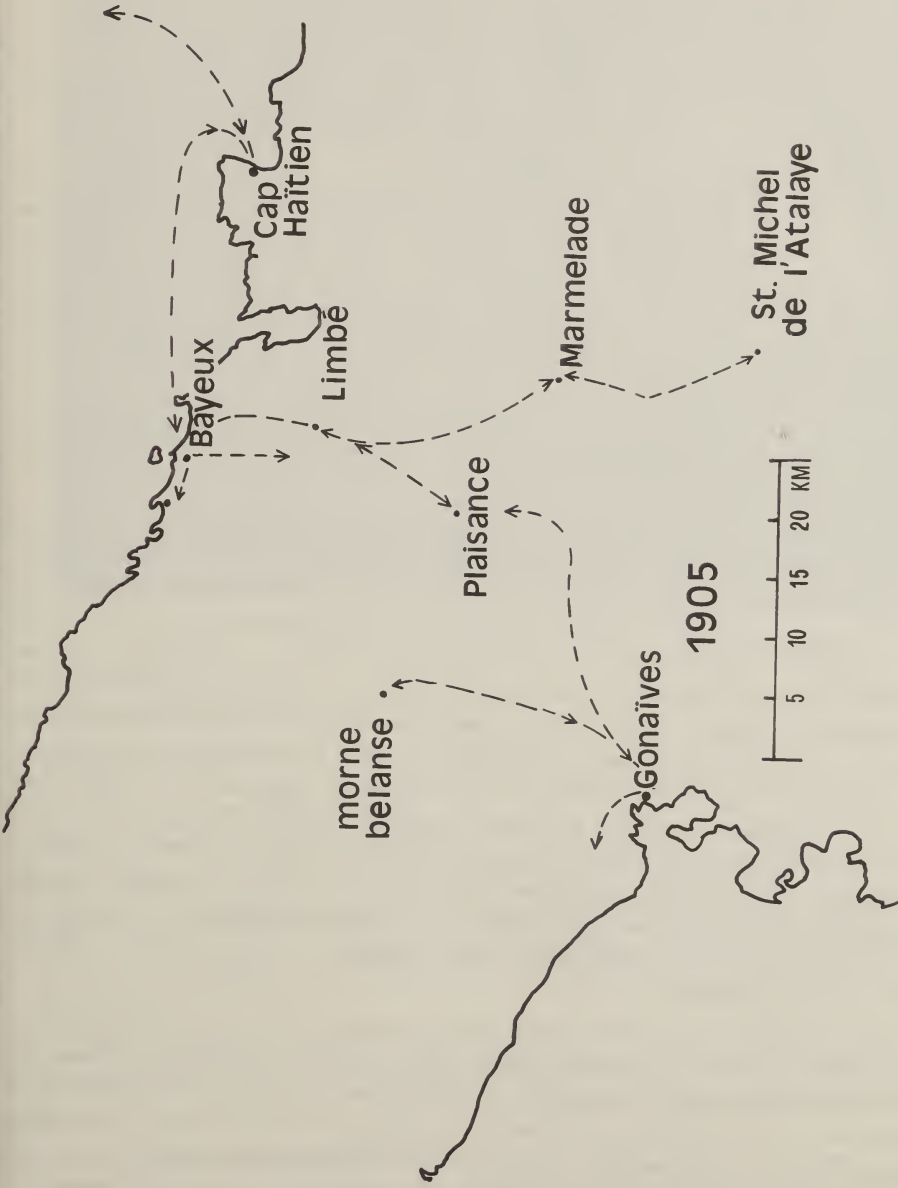 Cap
Haïtien
Bayeux
Limbé
Marmelade
St. Michel
de l'Atalaye
Plaisance
morne
belanse
Gonaïves
1905
5 10 15 20 KM